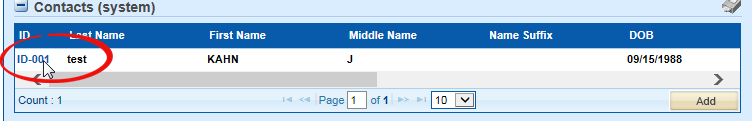 Contacts (system)
ID Last Name First Name Middle Name Name Suffix DOB
ID-001 test KAHN J 09/15/1988
Count : 1 Page 1 of 1 10 Add